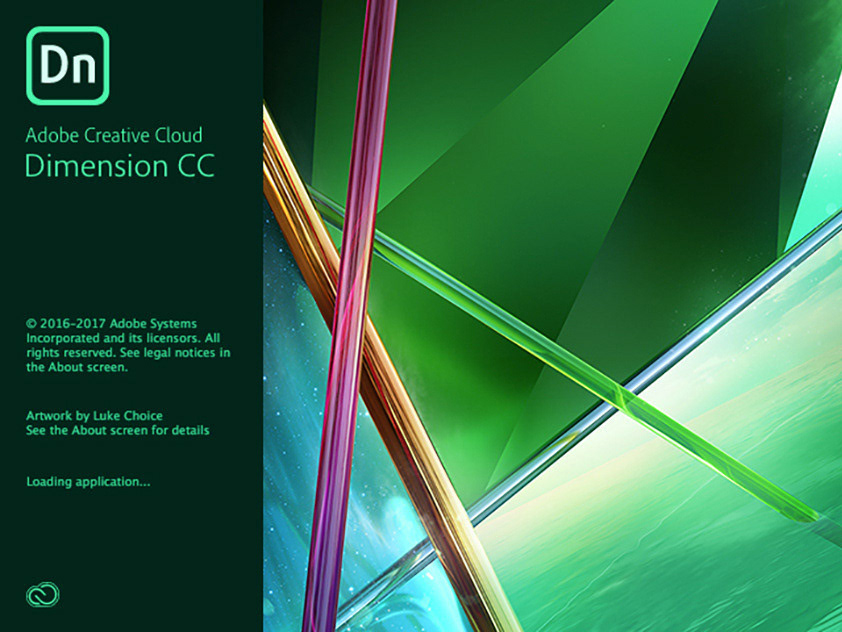 Dn
Adobe Creative Cloud
Dimension CC
© 2016-2017 Adobe Systems
Incorporated and its licensors. All
rights reserved. See legal notices in
the About screen.
Artwork by Luke Choice
See the About screen for details
Loading application...